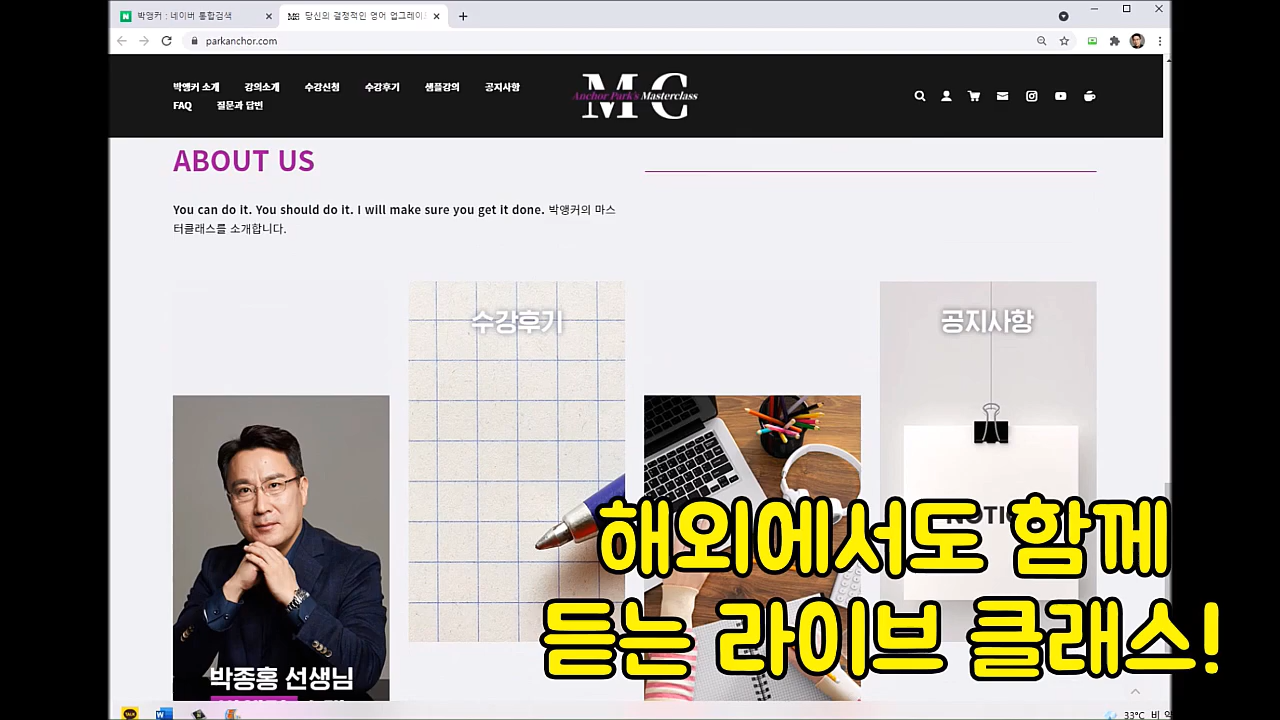 박앵커 : 네이버 통합검색
당신의 결정적인 영어 업그레이드
parkanchor.com
박앵커 소개 강의소개 수강신청 수강후기 샘플강의 공지사항
FAQ 질문과 답변
MC
Anchor Park's Masterclass
ABOUT US
You can do it. You should do it. I will make sure you get it done. 박앵커의 마스
터클래스를 소개합니다.
수강후기
공지사항
해외에서도 함께
듣는 라이브 클래스!
박종홍 선생님
33°C